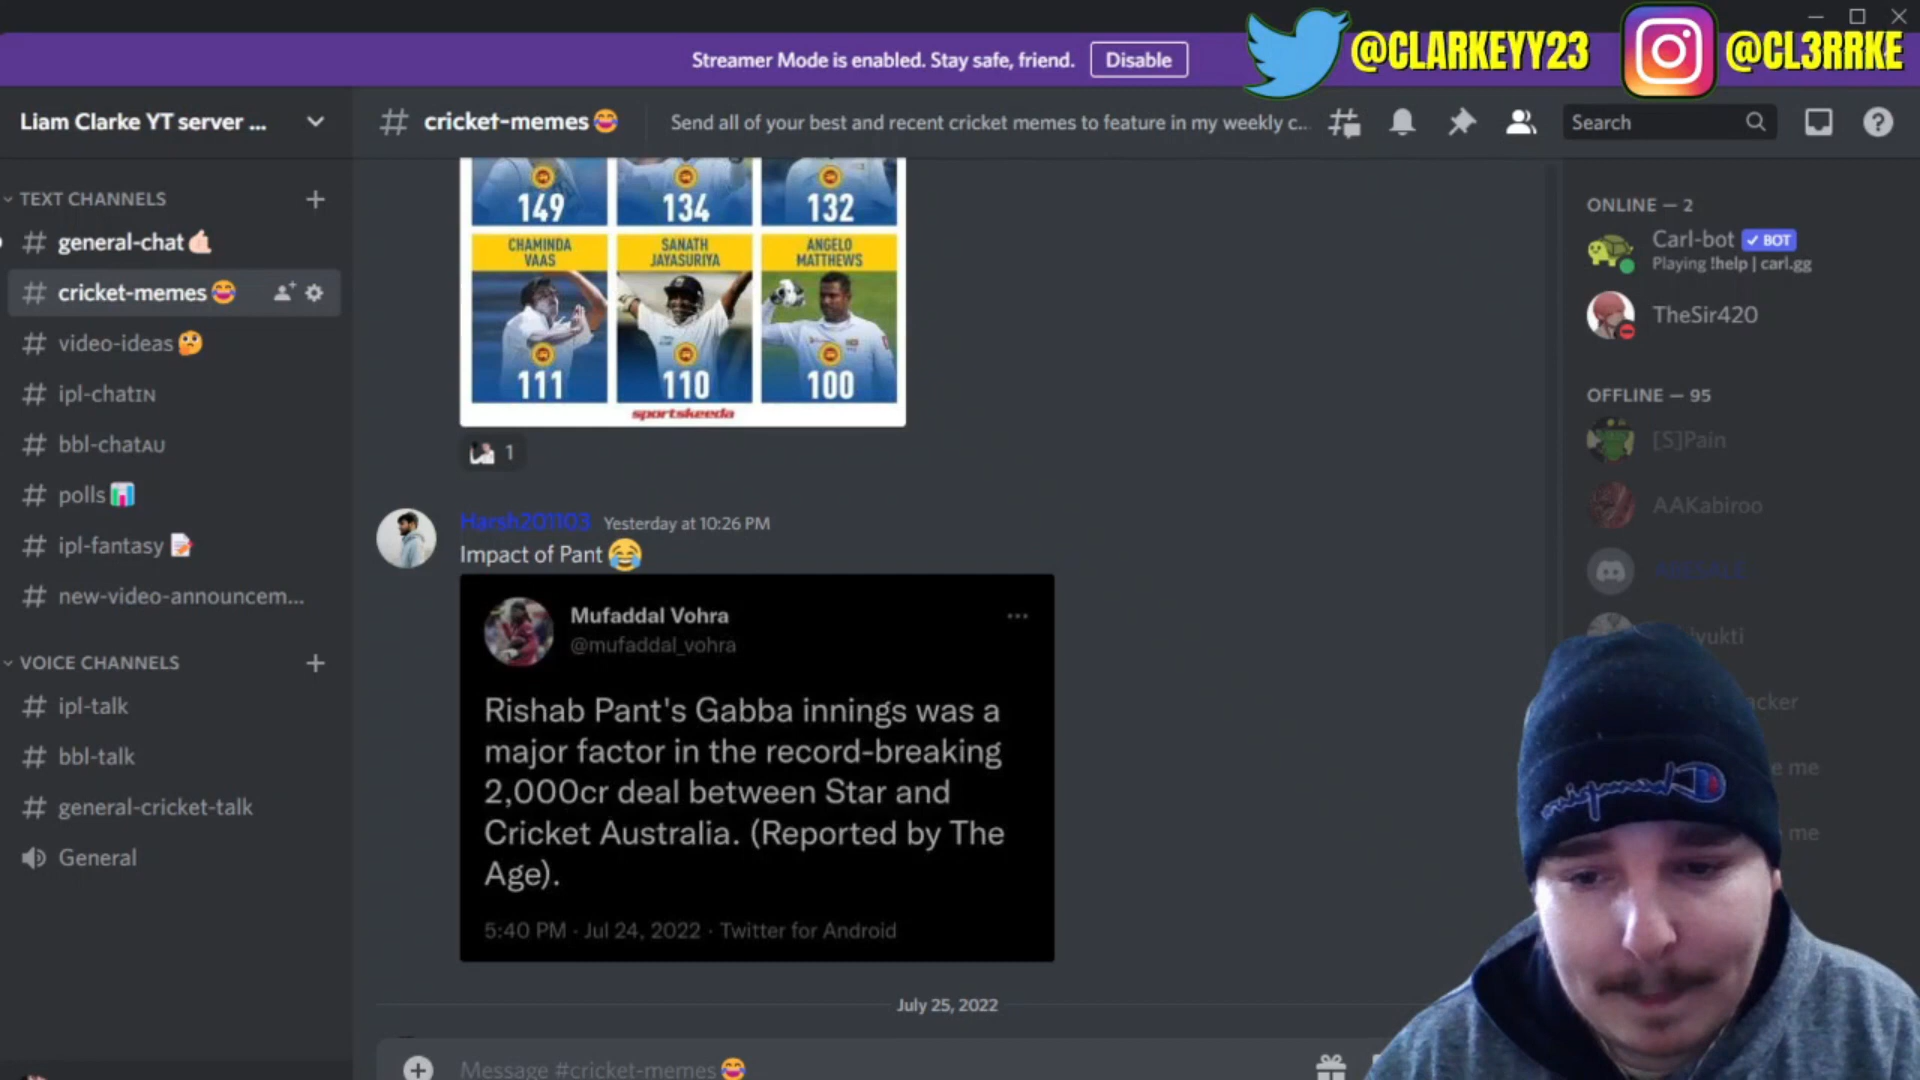 Streamer Mode is enabled. Stay safe, friend.
Disable
@CLARKEYY23
@CL3RRKE
Liam Clarke YT server ...
# cricket-memes😂
Send all of your best and recent cricket memes to feature in my weekly c...
Search
TEXT CHANNELS
# general-chat🤙🏻
# cricket-memes😂
# video-ideas🤔
# ipl-chatIN
# bbl-chatAU
# polls📊
# ipl-fantasy📝
# new-video-announcem...
VOICE CHANNELS
# ipl-talk
# bbl-talk
# general-cricket-talk
General
149
134
132
CHAMINDA
VAAS
SANATH
JAYASURIYA
ANGELO
MATTHEWS
111
110
100
sportskeeda
1
Harsh201103 Yesterday at 10:26 PM
Impact of Pant 😂
Mufaddal Vohra
@mufaddal_vohra
Rishab Pant's Gabba innings was a
major factor in the record-breaking
2,000cr deal between Star and
Cricket Australia. (Reported by The
Age).
5:40 PM · Jul 24, 2022 · Twitter for Android
July 25, 2022
Message #cricket-memes😂
ONLINE — 2
Carl-bot ✓ BOT
Playing !help | carl.gg
TheSir420
OFFLINE — 95
[S]Pain
AAKabiroo
Champion